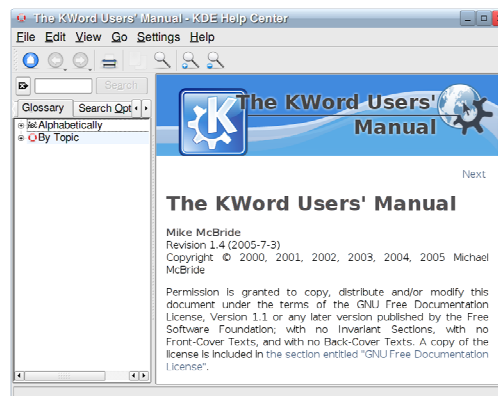 The KWord Users' Manual - KDE Help Center
File Edit View Go Settings Help
Search
Glossary Search Opt
Alphabetically
By Topic
The KWord Users'
Manual
Next
The KWord Users' Manual
Mike McBride
Revision 1.4 (2005-7-3)
Copyright © 2000, 2001, 2002, 2003, 2004, 2005 Michael
McBride
Permission is granted to copy, distribute and/or modify this
document under the terms of the GNU Free Documentation
License, Version 1.1 or any later version published by the Free
Software Foundation; with no Invariant Sections, with no
Front-Cover Texts, and with no Back-Cover Texts. A copy of the
license is included in the section entitled "GNU Free Documentation
License".